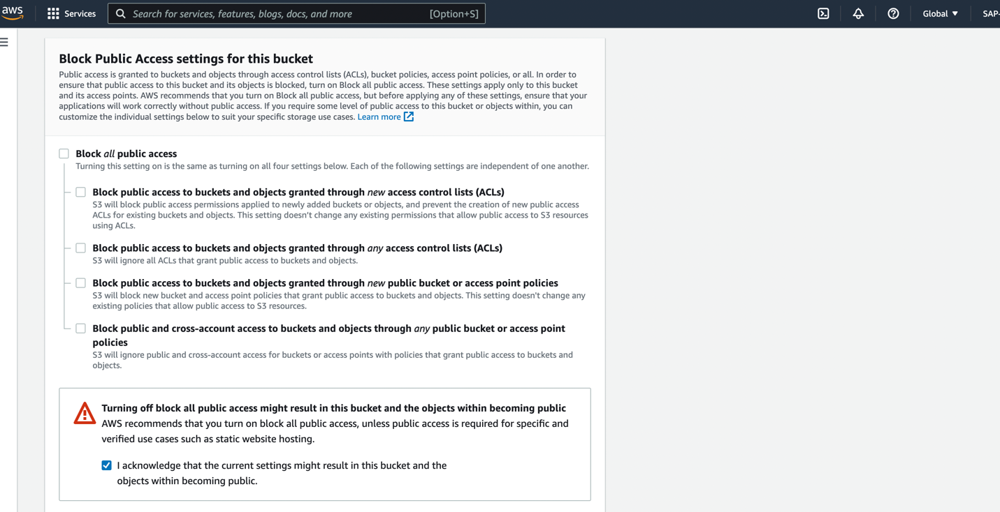 aws
Services
Search for services, features, blogs, docs, and more
[Option+S]
Global
SAP-
Block Public Access settings for this bucket
Public access is granted to buckets and objects through access control lists (ACLs), bucket policies, access point policies, or all. In order to
ensure that public access to this bucket and its objects is blocked, turn on Block all public access. These settings apply only to this bucket
and its access points. AWS recommends that you turn on Block all public access, but before applying any of these settings, ensure that your
applications will work correctly without public access. If you require some level of public access to this bucket or objects within, you can
customize the individual settings below to suit your specific storage use cases. Learn more
Block all public access
Turning this setting on is the same as turning on all four settings below. Each of the following settings are independent of one another.
Block public access to buckets and objects granted through new access control lists (ACLs)
S3 will block public access permissions applied to newly added buckets or objects, and prevent the creation of new public access
ACLs for existing buckets and objects. This setting doesn't change any existing permissions that allow public access to S3 resources
using ACLs.
Block public access to buckets and objects granted through any access control lists (ACLs)
S3 will ignore all ACLs that grant public access to buckets and objects.
Block public access to buckets and objects granted through new public bucket or access point policies
S3 will block new bucket and access point policies that grant public access to buckets and objects. This setting doesn't change any
existing policies that allow public access to S3 resources.
Block public and cross-account access to buckets and objects through any public bucket or access point
policies
S3 will ignore public and cross-account access for buckets or access points with policies that grant public access to buckets and
objects.
Turning off block all public access might result in this bucket and the objects within becoming public
AWS recommends that you turn on block all public access, unless public access is required for specific and
verified use cases such as static website hosting.
I acknowledge that the current settings might result in this bucket and the
objects within becoming public.